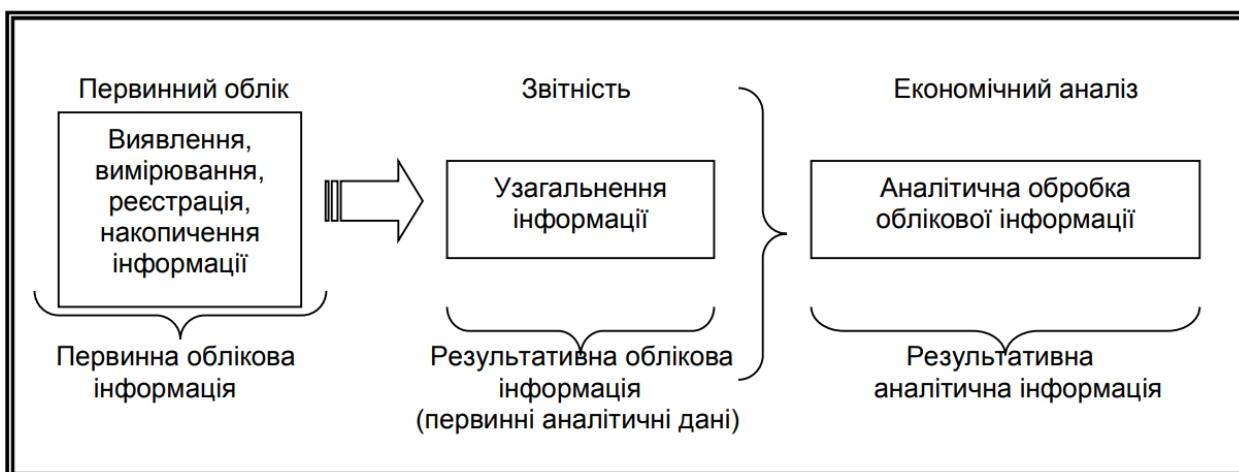 Первинний облік
Виявлення,
вимірювання,
реєстрація,
накопичення
інформації
Первинна облікова
інформація
Звітність
Узагальнення
інформації
Результативна облікова
інформація
(первинні аналітичні дані)
Економічний аналіз
Аналітична обробка
облікової інформації
Результативна
аналітична інформація